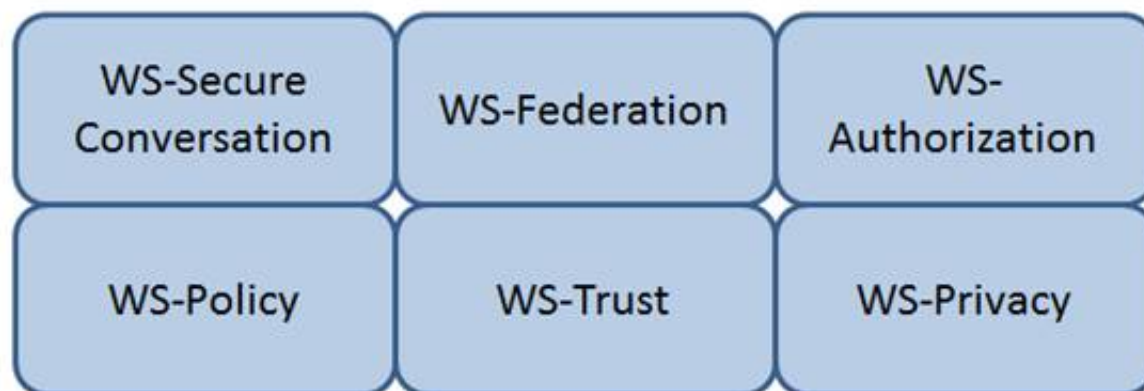 WS-Secure
Conversation
WS-Federation
WS-
Authorization
WS-Policy
WS-Trust
WS-Privacy